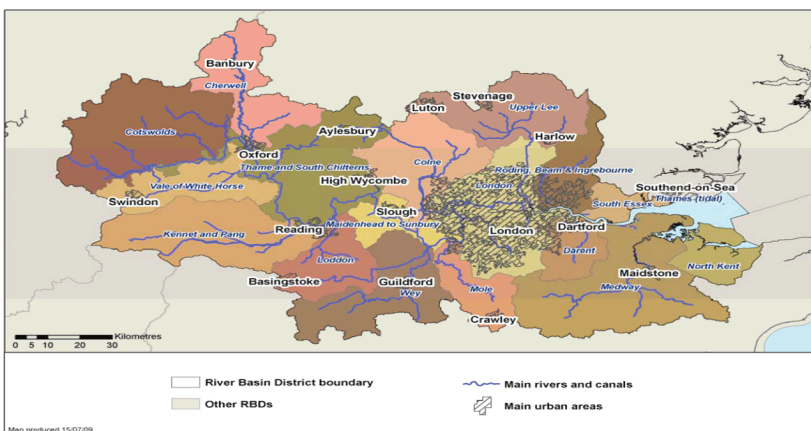 Banbury
Cherwell
Stevenage
Luton
Upper Lee
Cotswolds
Aylesbury
Harlow
Oxford
Colne
Thame and South Chilterns
Roding, Beam & Ingrebourne
High Wycombe
London
Vale of White Horse
Southend-on-Sea
Thames (tidal)
Swindon
Slough
South Essex
Maidenhead to Sunbury
Dartford
Reading
London
Kennet and Pang
Darent
Loddon
North Kent
Maidstone
Basingstoke
Guildford
Wey
Mole
Medway
Crawley
Kilometres
0 5 10 20 30
River Basin District boundary
Main rivers and canals
Other RBDs
Main urban areas
Map produced 15/07/09